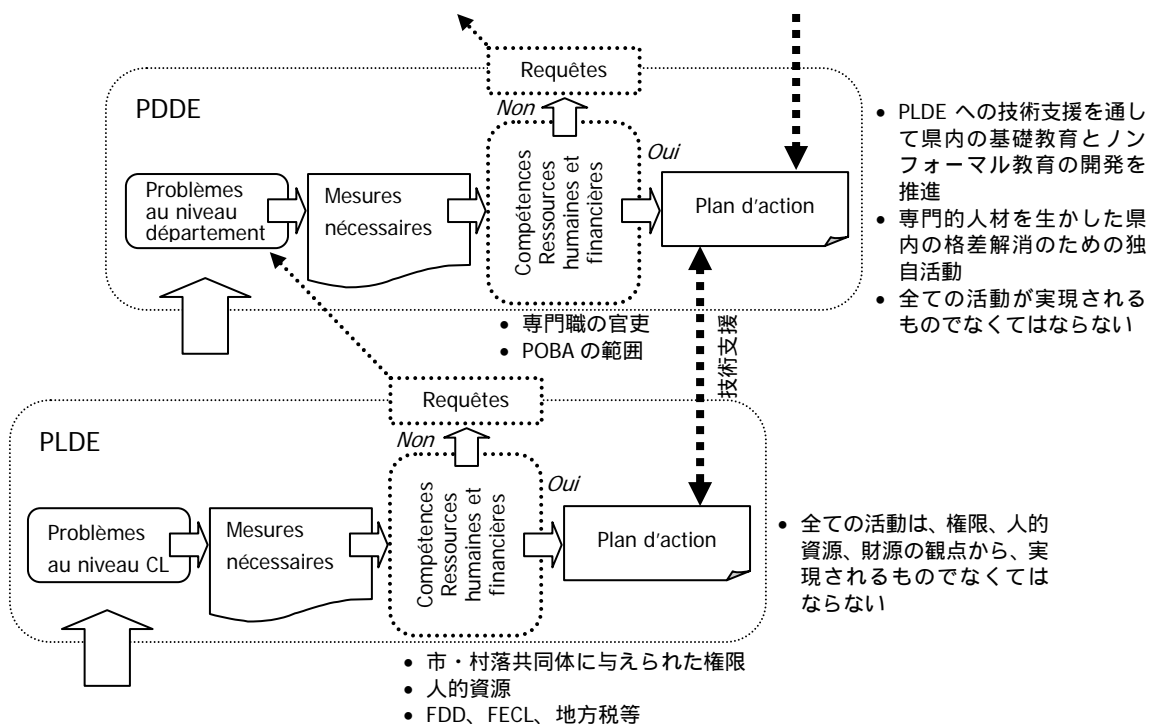 Requêtes
PDDE
Non
Oui
Problèmes
au niveau
département
Mesures
nécessaires
Compétences
Ressources
humaines et
financières
Plan d'action
• PLDE への技術支援を通し
て県内の基礎教育とノン
フォーマル教育の開発を
推進
• 専門的人材を生かした県
内の格差解消のための独
自活動
• 全ての活動が実現される
ものでなくてはならない
• 専門職の官吏
• POBA の範囲
技術支援
Requêtes
PLDE
Non
Oui
Problèmes
au niveau CL
Mesures
nécessaires
Compétences
Ressources
humaines et
financières
Plan d'action
• 全ての活動は、権限、人的
資源、財源の観点から、実
現されるものでなくては
ならない
• 市・村落共同体に与えられた権限
• 人的資源
• FDD、FECL、地方税等